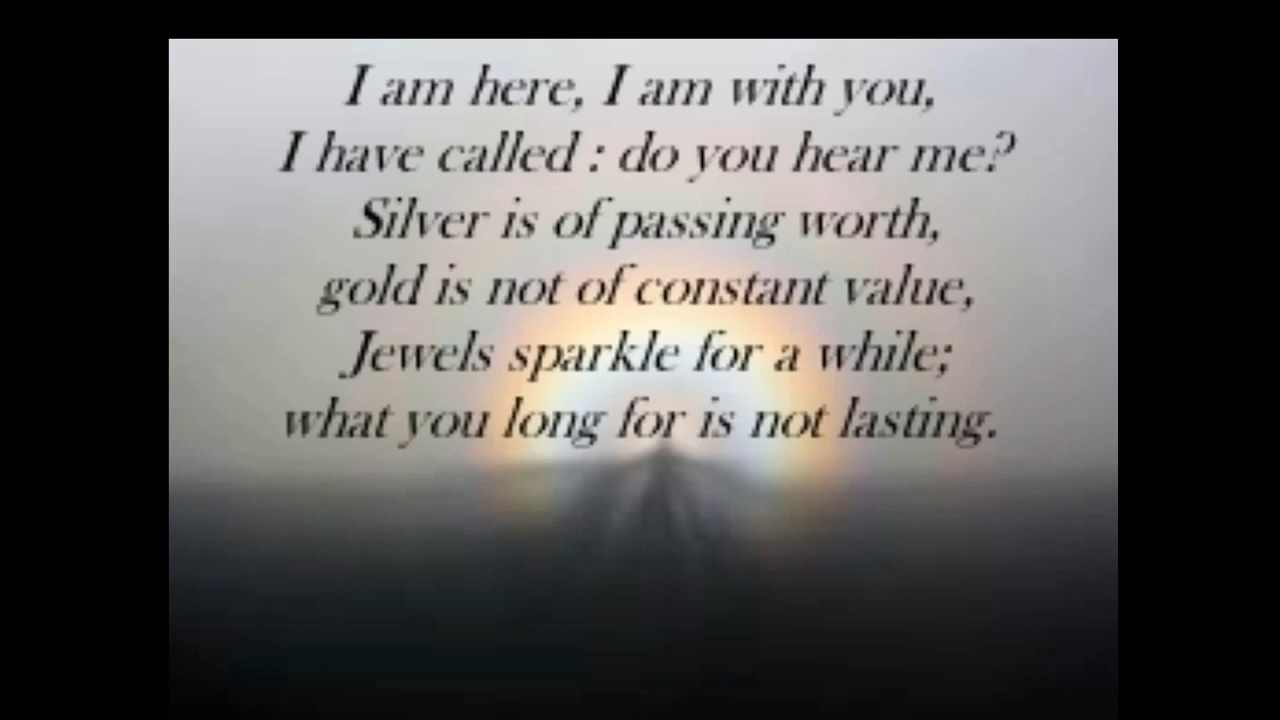 I am here, I am with you,
I have called : do you hear me?
Silver is of passing worth,
gold is not of constant value,
Jewels sparkle for a while;
what you long for is not lasting.